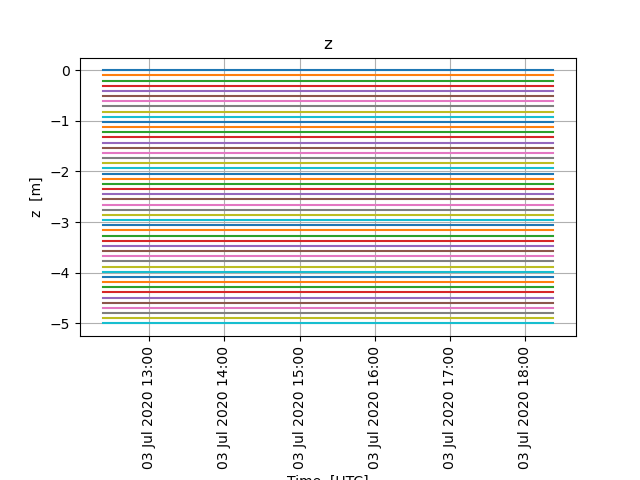 z
0
−1
−2
−3
−4
−5
z [m]
03 Jul 2020 13:00
03 Jul 2020 14:00
03 Jul 2020 15:00
03 Jul 2020 16:00
03 Jul 2020 17:00
03 Jul 2020 18:00
Time [UTC]